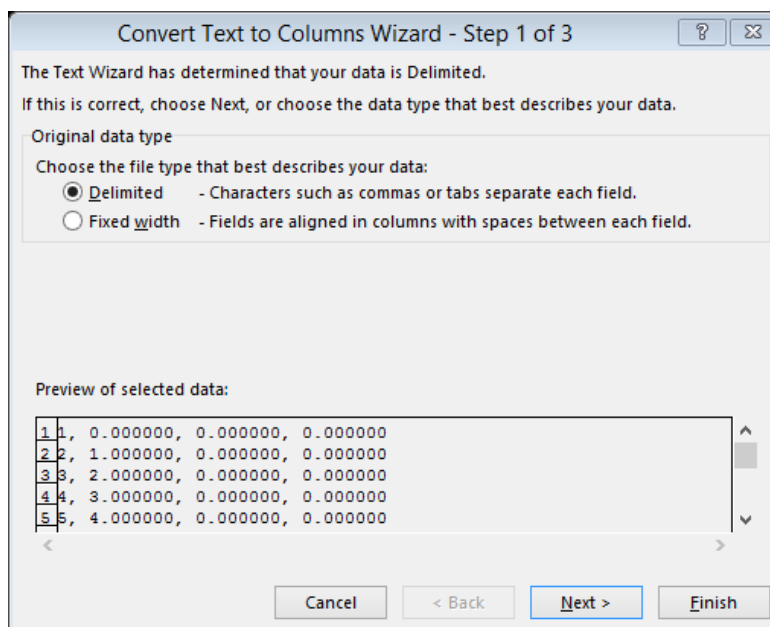 Convert Text to Columns Wizard - Step 1 of 3
The Text Wizard has determined that your data is Delimited.
If this is correct, choose Next, or choose the data type that best describes your data.
Original data type
Choose the file type that best describes your data:
Delimited - Characters such as commas or tabs separate each field.
Fixed width - Fields are aligned in columns with spaces between each field.
Preview of selected data:
1 1, 0.000000, 0.000000, 0.000000
2 2, 1.000000, 0.000000, 0.000000
3 3, 2.000000, 0.000000, 0.000000
4 4, 3.000000, 0.000000, 0.000000
5 5, 4.000000, 0.000000, 0.000000
Cancel < Back Next > Finish